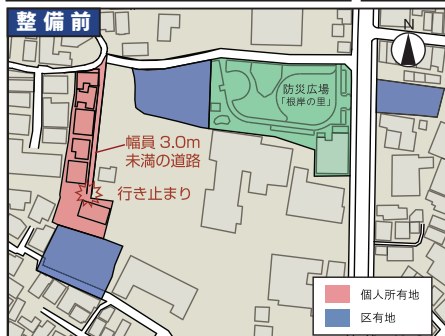 整備前
N
防災広場
「根岸の里」
幅員 3.0m
未満の道路
行き止まり
個人所有地
区有地